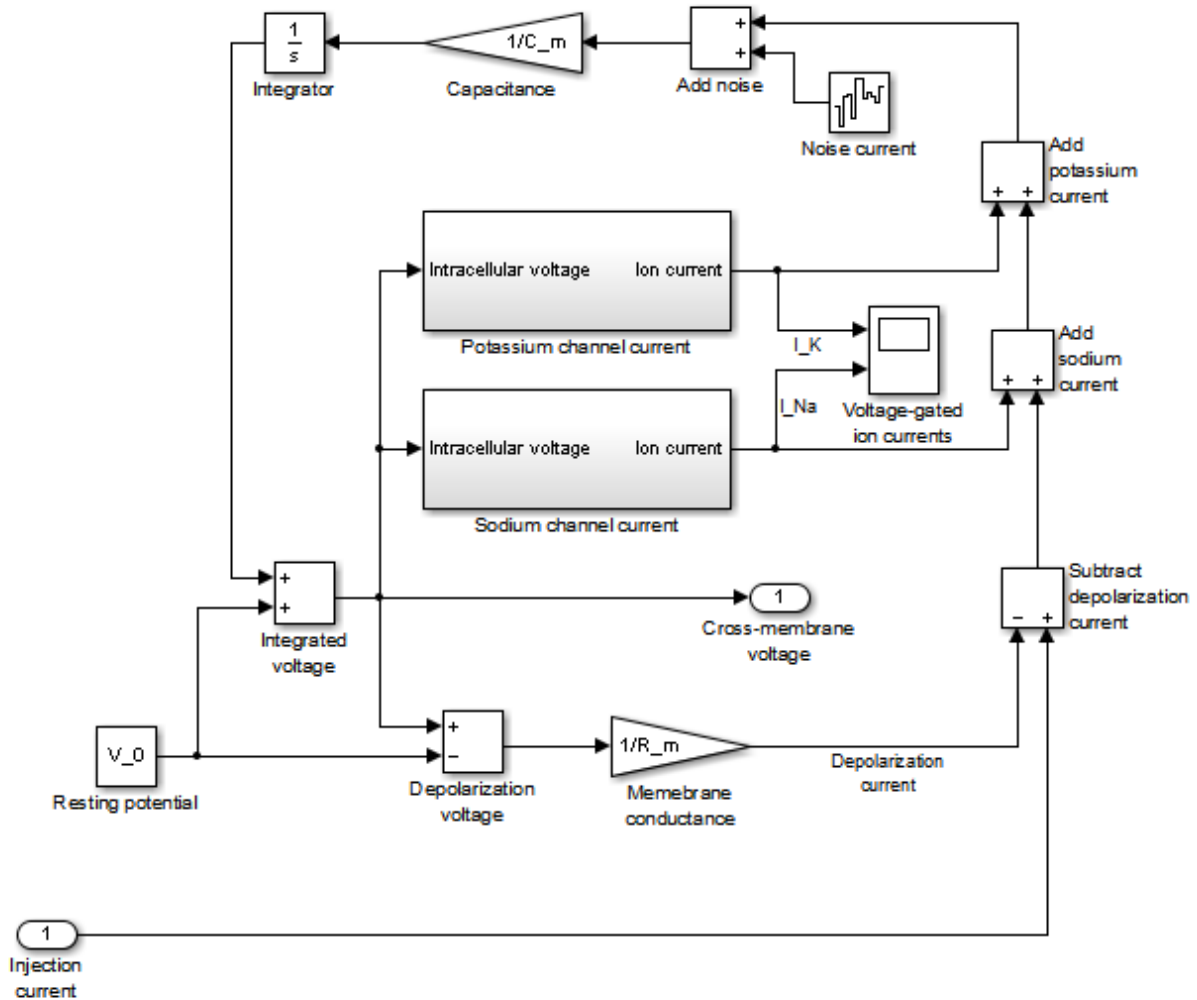 1
s
Integrator
1/C_m
Capacitance
+
+
Add noise
Noise current
Add
potassium
current
+ +
Intracellular voltage Ion current
Potassium channel current
I_K
I_Na
Voltage-gated
ion currents
Add
sodium
current
+ +
Intracellular voltage Ion current
Sodium channel current
+
+
Integrated
voltage
1
Cross-membrane
voltage
Subtract
depolarization
current
− +
V_0
Resting potential
+
−
Depolarization
voltage
1/R_m
Memebrane
conductance
Depolarization
current
1
Injection
current